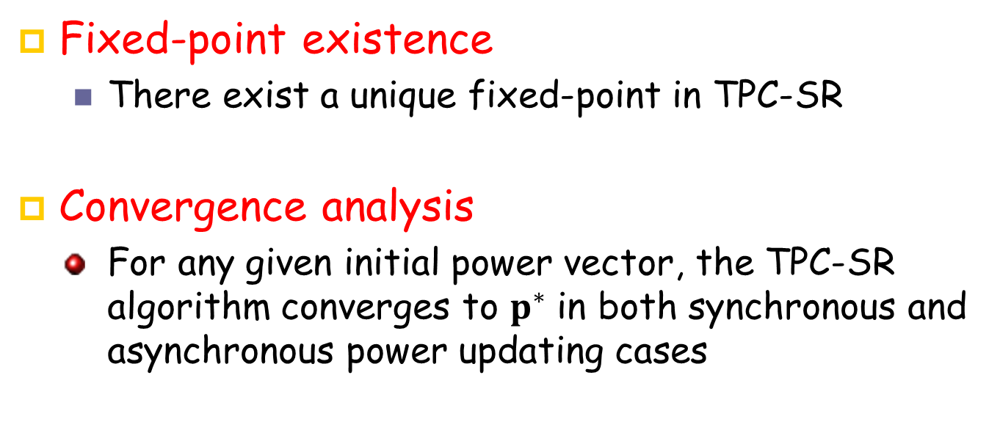 Fixed-point existence
There exist a unique fixed-point in TPC-SR
Convergence analysis
For any given initial power vector, the TPC-SR
algorithm converges to p* in both synchronous and
asynchronous power updating cases